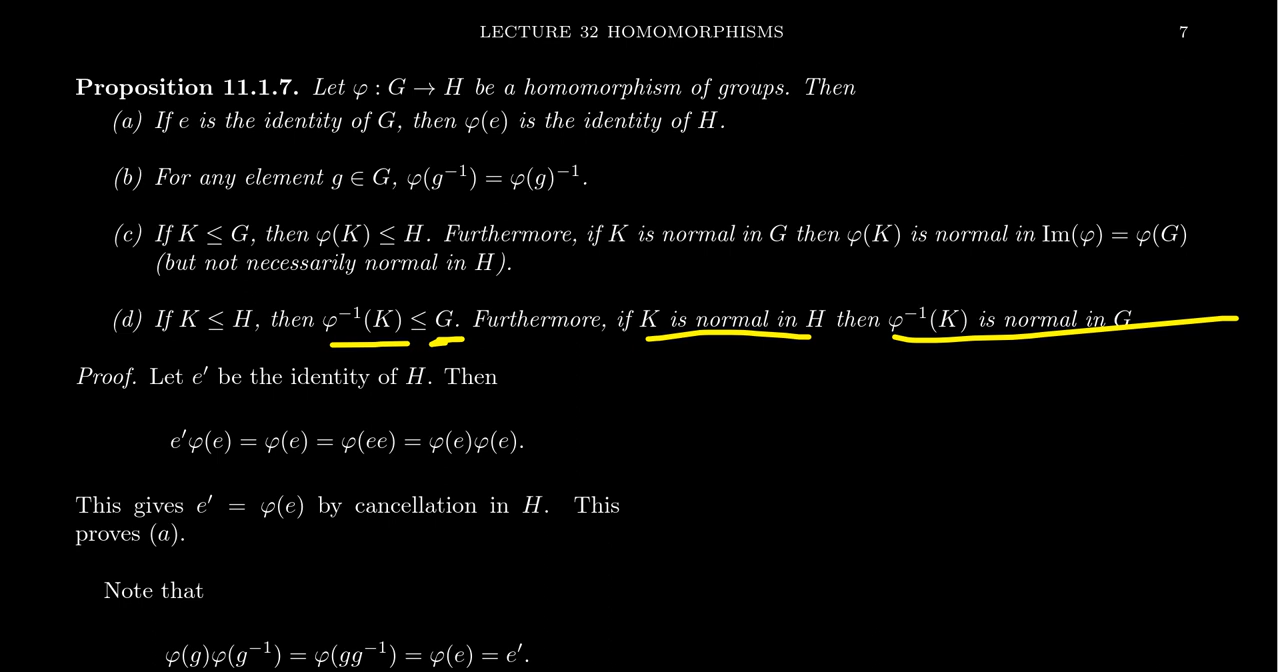 LECTURE 32 HOMOMORPHISMS 7
Proposition 11.1.7. Let φ : G → H be a homomorphism of groups. Then
(a) If e is the identity of G, then φ(e) is the identity of H.
(b) For any element g ∈ G, φ(g⁻¹) = φ(g)⁻¹.
(c) If K ≤ G, then φ(K) ≤ H. Furthermore, if K is normal in G then φ(K) is normal in Im(φ) = φ(G)
(but not necessarily normal in H).
(d) If K ≤ H, then φ⁻¹(K) ≤ G. Furthermore, if K is normal in H then φ⁻¹(K) is normal in G
Proof. Let e′ be the identity of H. Then
e′φ(e) = φ(e) = φ(ee) = φ(e)φ(e).
This gives e′ = φ(e) by cancellation in H. This
proves (a).
Note that
φ(g)φ(g⁻¹) = φ(gg⁻¹) = φ(e) = e′.